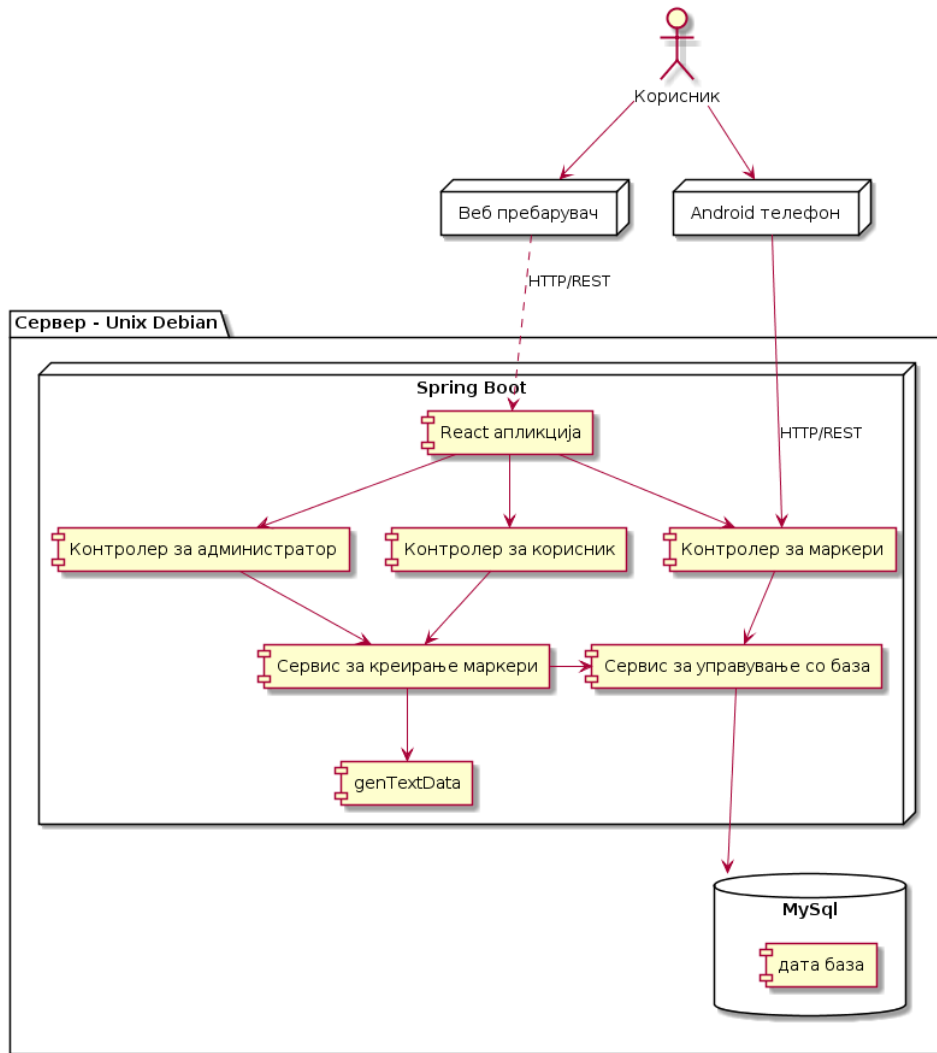 Корисник
Веб пребарувач
Android телефон
HTTP/REST
Сервер - Unix Debian
Spring Boot
React апликција
HTTP/REST
Контролер за администратор
Контролер за корисник
Контролер за маркери
Сервис за креирање маркери
Сервис за управување со база
genTextData
MySql
дата база